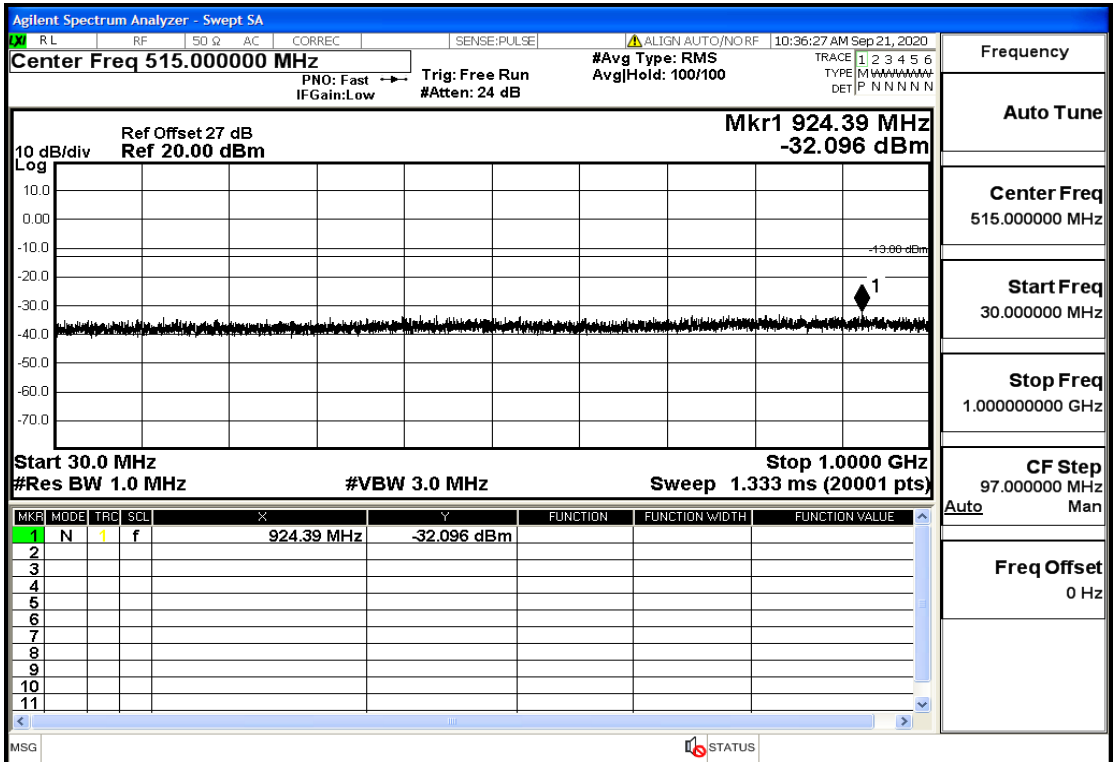 Agilent Spectrum Analyzer - Swept SA
LXI RL RF 50 Ω AC CORREC SENSE:PULSE ALIGN AUTO/NO RF 10:36:27 AM Sep 21, 2020
Center Freq 515.000000 MHz
PNO: Fast
IFGain:Low
Trig: Free Run
#Atten: 24 dB
#Avg Type: RMS
Avg|Hold: 100/100
TRACE 1 2 3 4 5 6
TYPE M WWWWW
DET P N N N N N
Ref Offset 27 dB
Ref 20.00 dBm
10 dB/div
Log
Mkr1 924.39 MHz
-32.096 dBm
10.0
0.00
-10.0
-13.00 dBm
-20.0
1
-30.0
-40.0
-50.0
-60.0
-70.0
Start 30.0 MHz
Stop 1.0000 GHz
#Res BW 1.0 MHz
#VBW 3.0 MHz
Sweep 1.333 ms (20001 pts)
MKR MODE TRC SCL X Y FUNCTION FUNCTION WIDTH FUNCTION VALUE
1 N 1 f 924.39 MHz -32.096 dBm
2
3
4
5
6
7
8
9
10
11
MSG
STATUS
Frequency
Auto Tune
Center Freq
515.000000 MHz
Start Freq
30.000000 MHz
Stop Freq
1.000000000 GHz
CF Step
97.000000 MHz
Auto Man
Freq Offset
0 Hz